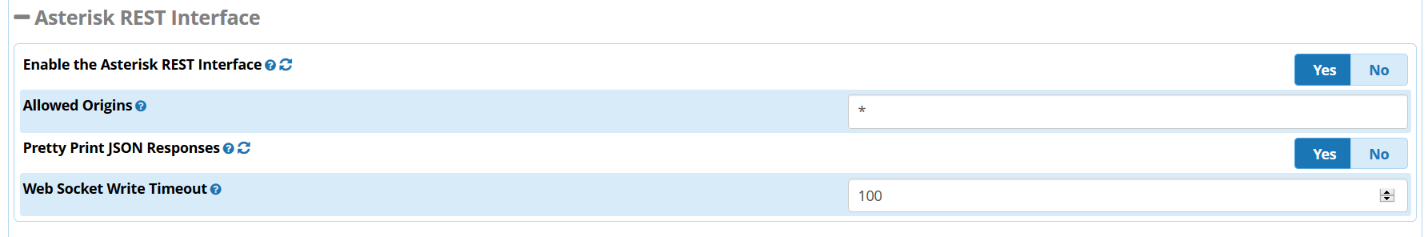 Asterisk REST Interface
Enable the Asterisk REST Interface Yes No
Allowed Origins *
Pretty Print JSON Responses Yes No
Web Socket Write Timeout 100